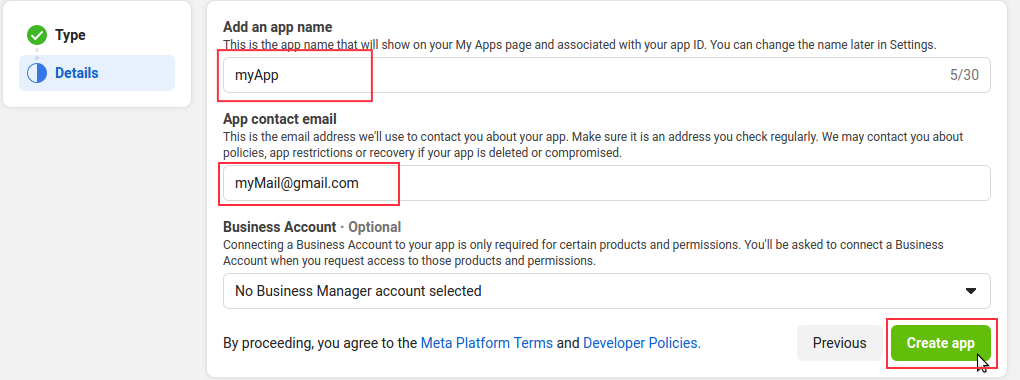 Type
Details
Add an app name
This is the app name that will show on your My Apps page and associated with your app ID. You can change the name later in Settings.
myApp
5/30
App contact email
This is the email address we'll use to contact you about your app. Make sure it is an address you check regularly. We may contact you about
policies, app restrictions or recovery if your app is deleted or compromised.
myMail@gmail.com
Business Account · Optional
Connecting a Business Account to your app is only required for certain products and permissions. You'll be asked to connect a Business
Account when you request access to those products and permissions.
No Business Manager account selected
By proceeding, you agree to the Meta Platform Terms and Developer Policies.
Previous
Create app